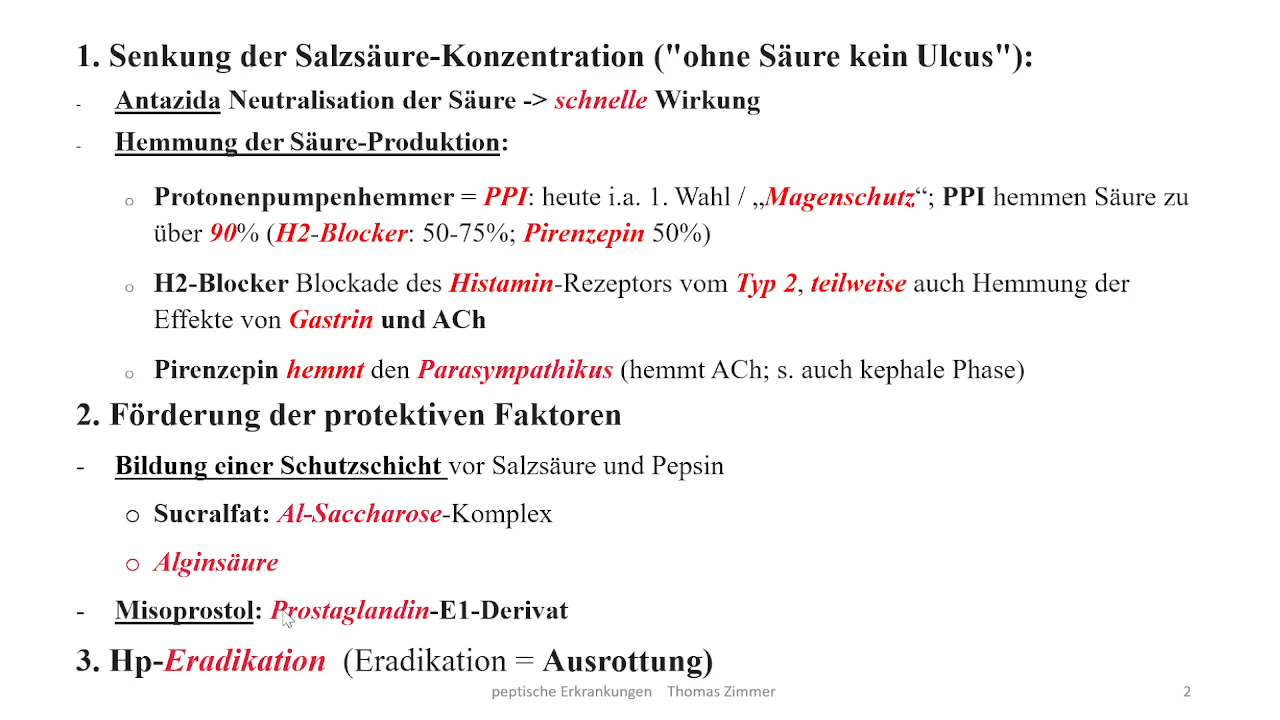 1. Senkung der Salzsäure-Konzentration ("ohne Säure kein Ulcus"):
- Antazida Neutralisation der Säure -> schnelle Wirkung
- Hemmung der Säure-Produktion:
o Protonenpumpenhemmer = PPI: heute i.a. 1. Wahl / „Magenschutz“; PPI hemmen Säure zu
über 90% (H2-Blocker: 50-75%; Pirenzepin 50%)
o H2-Blocker Blockade des Histamin-Rezeptors vom Typ 2, teilweise auch Hemmung der
Effekte von Gastrin und ACh
o Pirenzepin hemmt den Parasympathikus (hemmt ACh; s. auch kephale Phase)
2. Förderung der protektiven Faktoren
- Bildung einer Schutzschicht vor Salzsäure und Pepsin
o Sucralfat: Al-Saccharose-Komplex
o Alginsäure
- Misoprostol: Prostaglandin-E1-Derivat
3. Hp-Eradikation (Eradikation = Ausrottung)
peptische Erkrankungen Thomas Zimmer 2